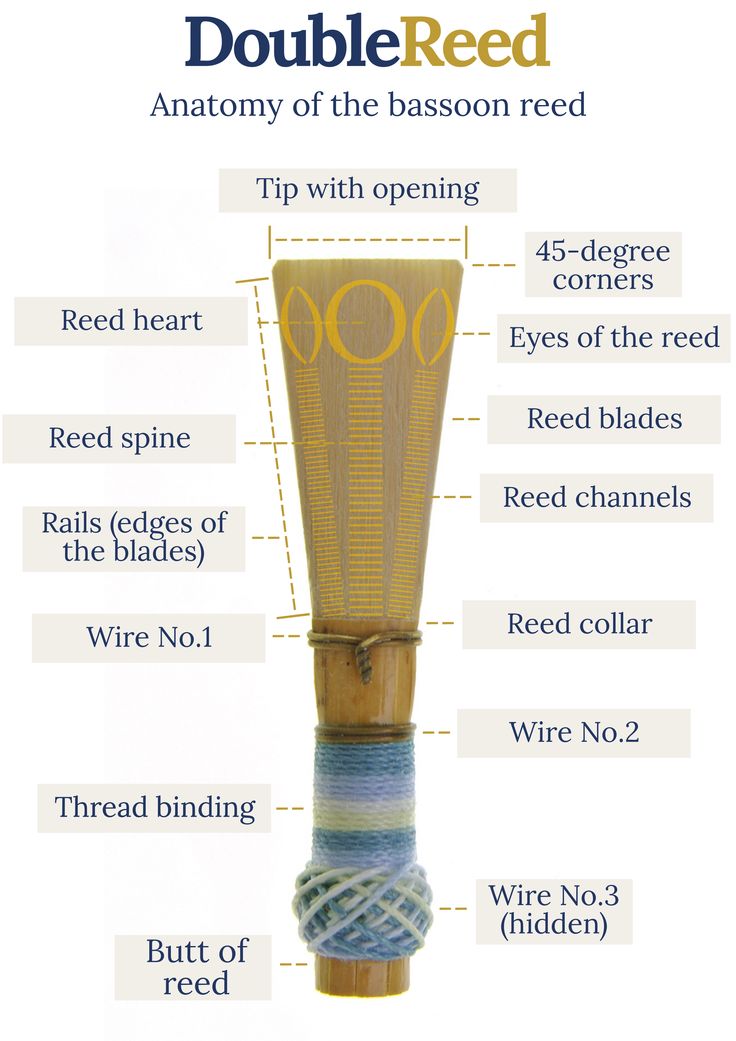 DoubleReed
Anatomy of the bassoon reed
Tip with opening
45-degree
corners
Reed heart
Eyes of the reed
Reed blades
Reed spine
Reed channels
Rails (edges of
the blades)
Reed collar
Wire No.1
Wire No.2
Thread binding
Wire No.3
(hidden)
Butt of
reed